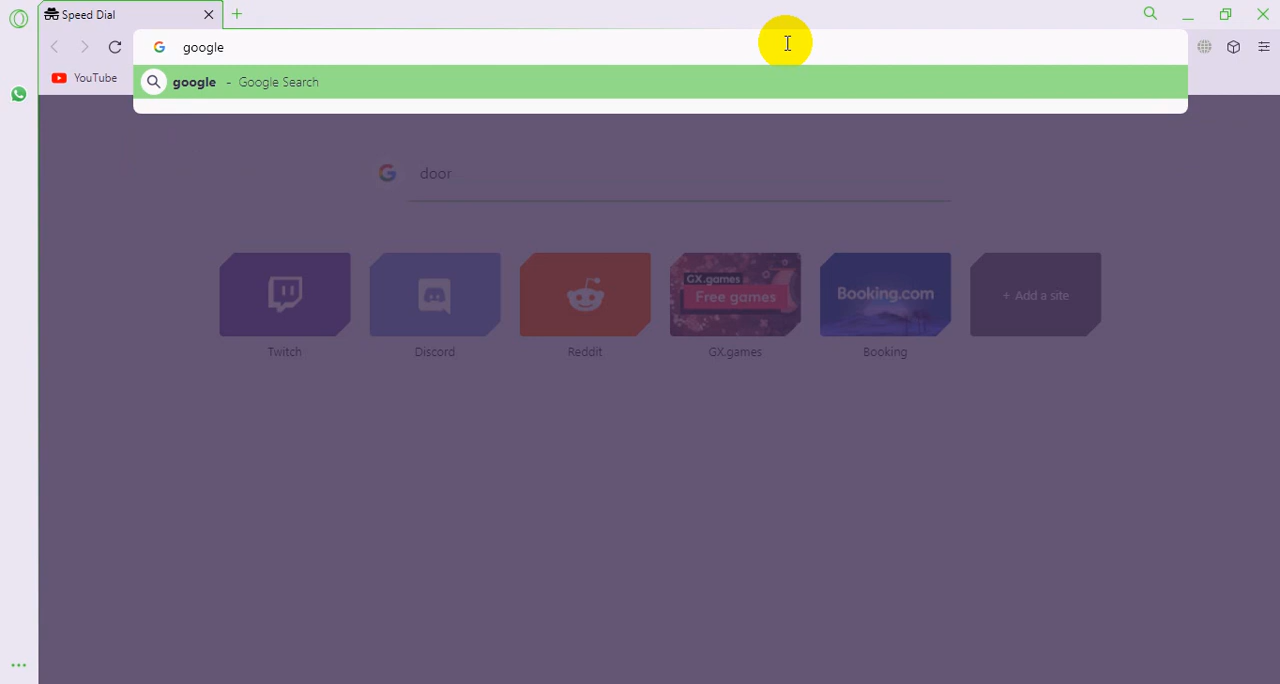 Speed Dial
google
YouTube
google - Google Search
door
GX.games
Free games
Booking.com
+ Add a site
Twitch
Discord
Reddit
GX.games
Booking